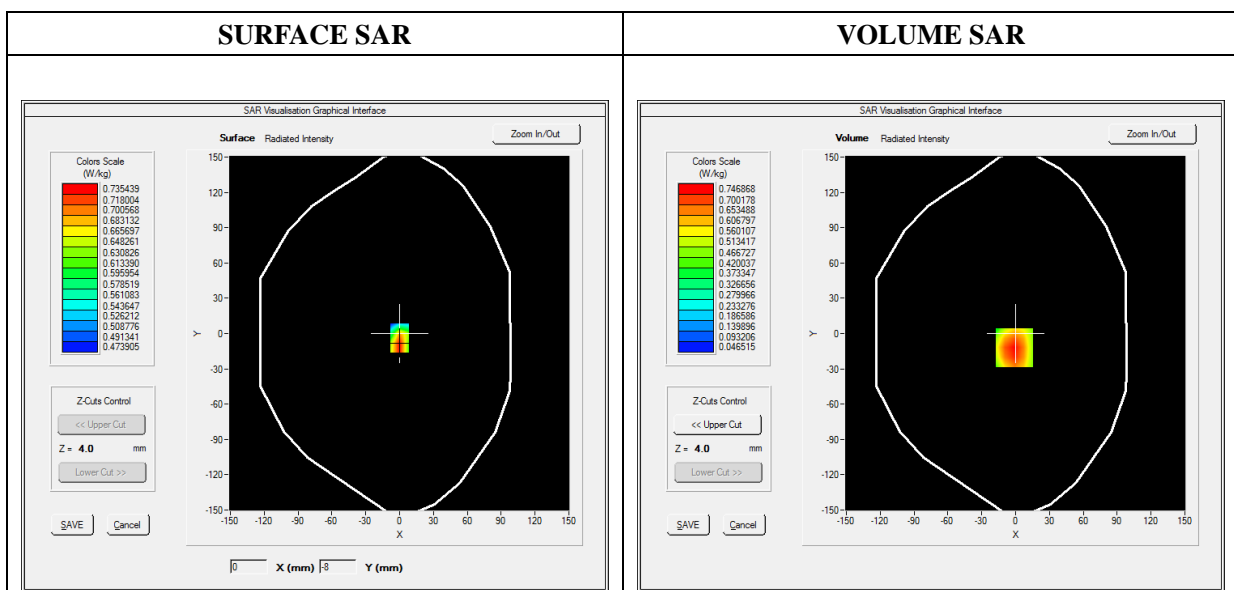 SURFACE SAR
VOLUME SAR
SAR Visualisation Graphical Interface
Surface Radiated Intensity
Zoom In/Out
Colors Scale
(W/kg)
0.735439
0.718004
0.700568
0.683132
0.665697
0.648261
0.630826
0.613390
0.595954
0.578519
0.561083
0.543647
0.526212
0.508776
0.491341
0.473905
Z-Cuts Control
<< Upper Cut
Z = 4.0 mm
Lower Cut >>
SAVE Cancel
150
120
90
60
30
0
-30
-60
-90
-120
-150
Y
-150 -120 -90 -60 -30 0 30 60 90 120 150
X
0 X (mm) -8 Y (mm)
SAR Visualisation Graphical Interface
Volume Radiated Intensity
Zoom In/Out
Colors Scale
(W/kg)
0.746868
0.700178
0.653488
0.606797
0.560107
0.513417
0.466727
0.420037
0.373347
0.326656
0.279966
0.233276
0.186586
0.139896
0.093206
0.046515
Z-Cuts Control
<< Upper Cut
Z = 4.0 mm
Lower Cut >>
SAVE Cancel
150
120
90
60
30
0
-30
-60
-90
-120
-150
Y
-150 -120 -90 -60 -30 0 30 60 90 120 150
X